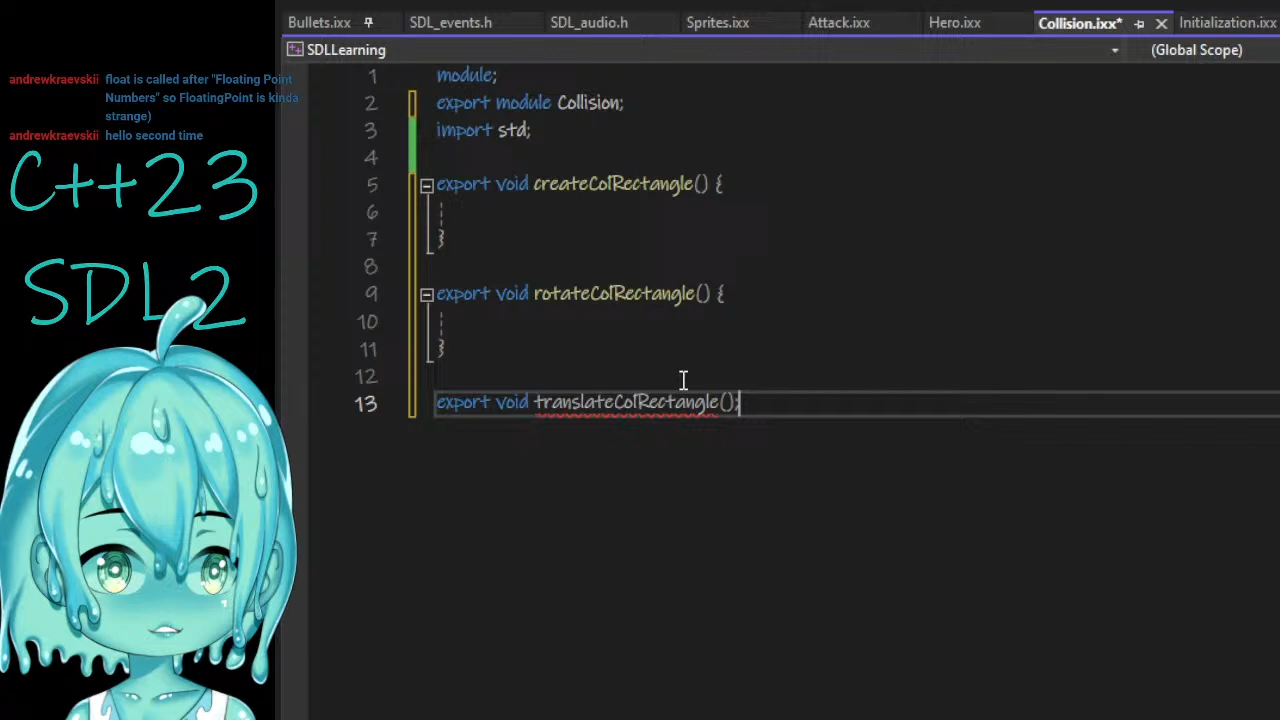 Bullets.ixx SDL_events.h SDL_audio.h Sprites.ixx Attack.ixx Hero.ixx Collision.ixx* Initialization.ixx
SDLLearning (Global Scope)
andrewkraevskii float is called after "Floating Point
Numbers" so FloatingPoint is kinda
strange)
andrewkraevskii hello second time
C++23
SDL2
1 module;
2 export module Collision;
3 import std;
4
5 export void createColRectangle() {
6
7 }
8
9 export void rotateColRectangle() {
10
11 }
12
13 export void translateColRectangle();